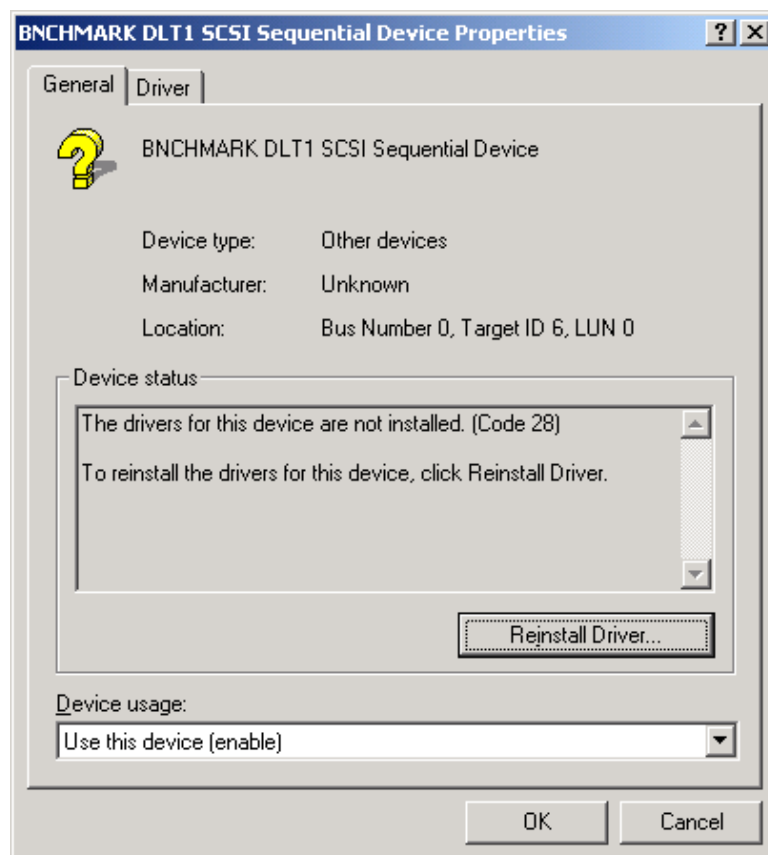 BNCHMARK DLT1 SCSI Sequential Device Properties
General
Driver
BNCHMARK DLT1 SCSI Sequential Device
Device type: Other devices
Manufacturer: Unknown
Location: Bus Number 0, Target ID 6, LUN 0
Device status
The drivers for this device are not installed. (Code 28)
To reinstall the drivers for this device, click Reinstall Driver.
Reinstall Driver...
Device usage:
Use this device (enable)
OK
Cancel